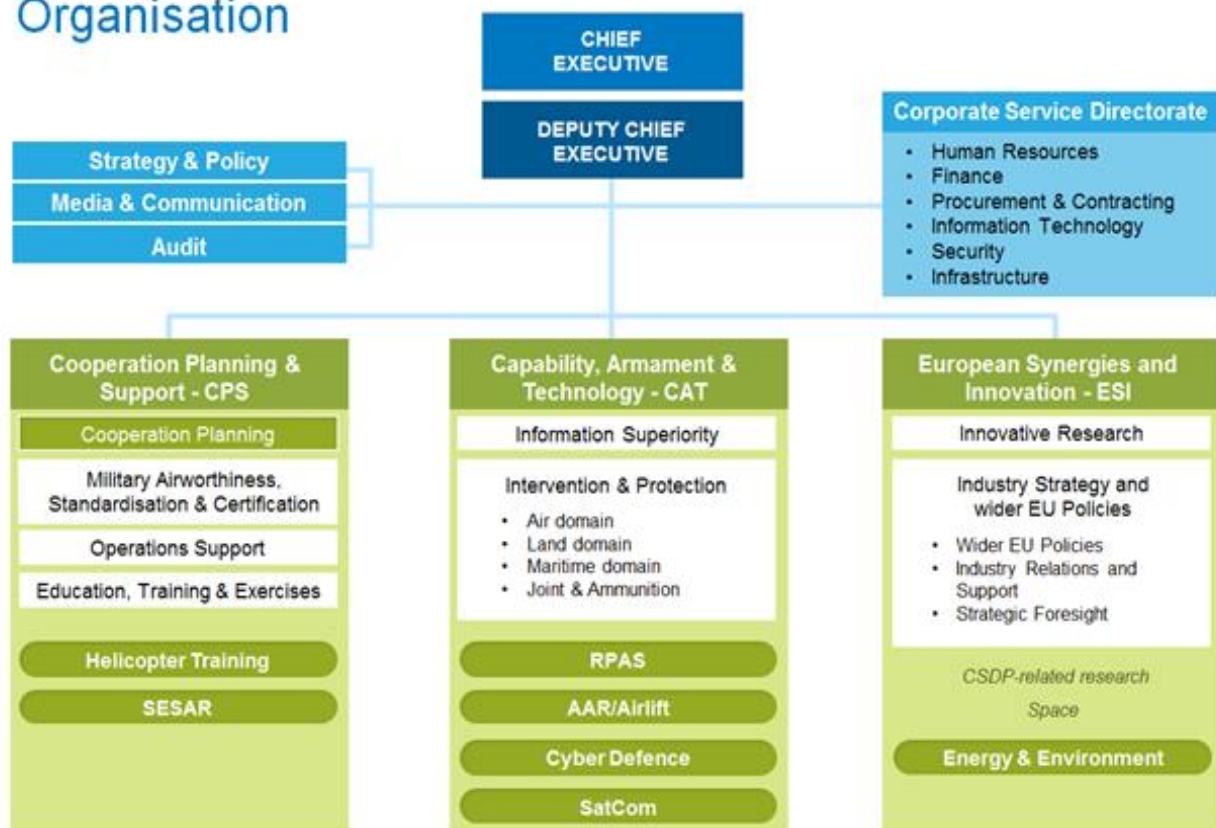 Organisation
CHIEF
EXECUTIVE
DEPUTY CHIEF
EXECUTIVE
Strategy & Policy
Media & Communication
Audit
Corporate Service Directorate
• Human Resources
• Finance
• Procurement & Contracting
• Information Technology
• Security
• Infrastructure
Cooperation Planning &
Support - CPS
Cooperation Planning
Military Airworthiness,
Standardisation & Certification
Operations Support
Education, Training & Exercises
Helicopter Training
SESAR
Capability, Armament &
Technology - CAT
Information Superiority
Intervention & Protection
• Air domain
• Land domain
• Maritime domain
• Joint & Ammunition
RPAS
AAR/Airlift
Cyber Defence
SatCom
European Synergies and
Innovation - ESI
Innovative Research
Industry Strategy and
wider EU Policies
• Wider EU Policies
• Industry Relations and
Support
• Strategic Foresight
CSDP-related research
Space
Energy & Environment